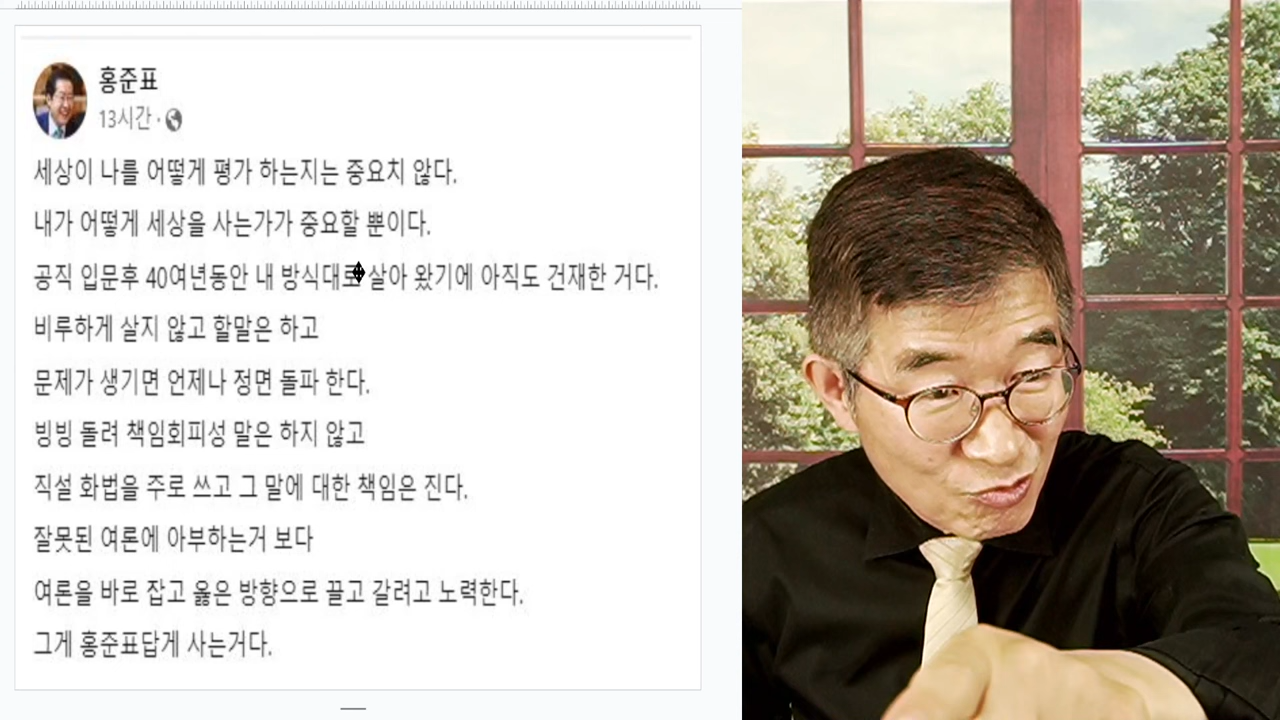 홍준표
13시간 ·
세상이 나를 어떻게 평가 하는지는 중요치 않다.
내가 어떻게 세상을 사는가가 중요할 뿐이다.
공직 입문후 40여년동안 내 방식대로 살아 왔기에 아직도 건재한 거다.
비루하게 살지 않고 할말은 하고
문제가 생기면 언제나 정면 돌파 한다.
빙빙 돌려 책임회피성 말은 하지 않고
직설 화법을 주로 쓰고 그 말에 대한 책임은 진다.
잘못된 여론에 아부하는거 보다
여론을 바로 잡고 옳은 방향으로 끌고 갈려고 노력한다.
그게 홍준표답게 사는거다.